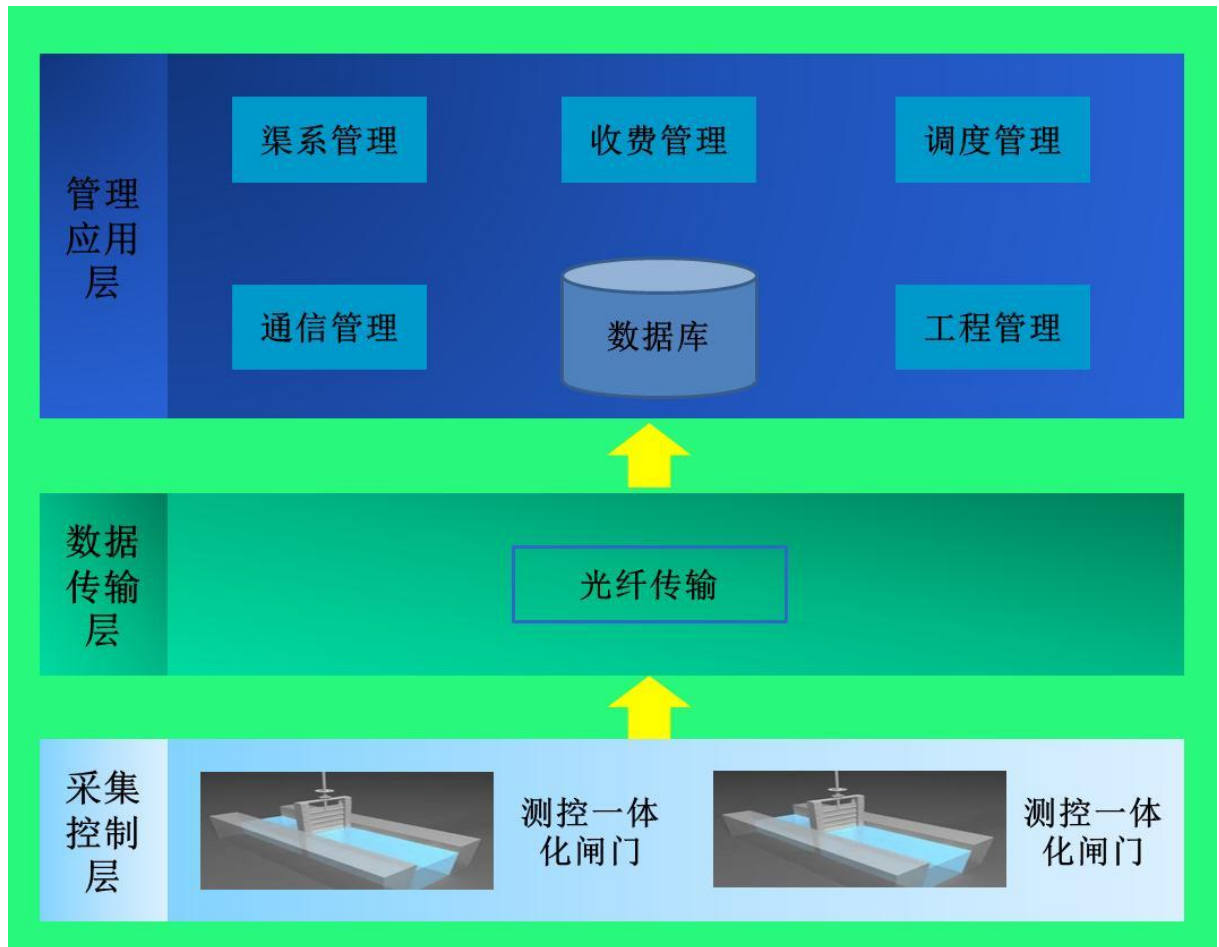 管理
应用
层
渠系管理
收费管理
调度管理
通信管理
数据库
工程管理
数据
传输
层
光纤传输
采集
控制
层
测控一体
化闸门
测控一体
化闸门